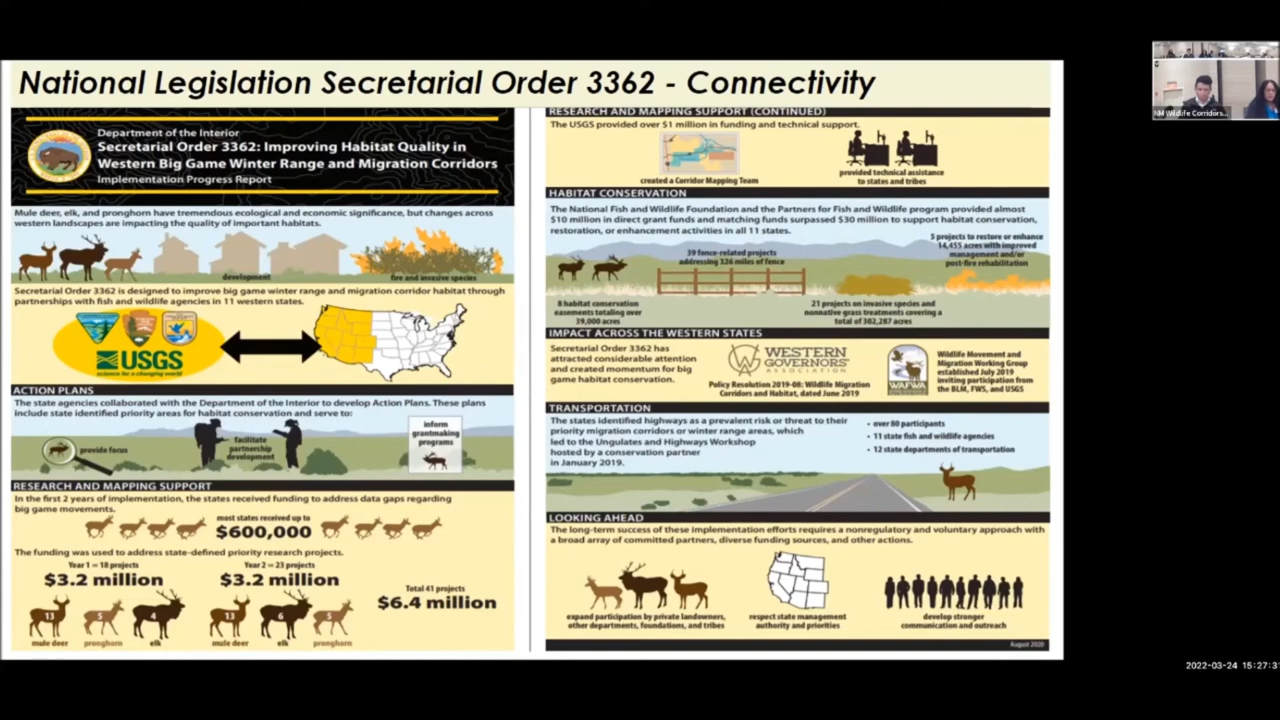 National Legislation Secretarial Order 3362 - Connectivity
Department of the Interior
Secretarial Order 3362: Improving Habitat Quality in
Western Big Game Winter Range and Migration Corridors
Implementation Progress Report
Mule deer, elk, and pronghorn have tremendous ecological and economic significance, but changes across
western landscapes are impacting the quality of important habitats.
development
fire and invasive species
Secretarial Order 3362 is designed to improve big game winter range and migration corridor habitat through
partnerships with fish and wildlife agencies in 11 western states.
USGS
science for a changing world
ACTION PLANS
The state agencies collaborated with the Department of the Interior to develop Action Plans. These plans
include state identified priority areas for habitat conservation and serve to:
provide focus
facilitate
partnership
development
inform
grantmaking
programs
RESEARCH AND MAPPING SUPPORT
In the first 2 years of implementation, the states received funding to address data gaps regarding
big game movements.
most states received up to
$600,000
The funding was used to address state-defined priority research projects.
Year 1 = 18 projects
$3.2 million
13
mule deer
pronghorn
elk
Year 2 = 23 projects
$3.2 million
13
6
5
mule deer
elk
pronghorn
Total 41 projects
$6.4 million
RESEARCH AND MAPPING SUPPORT (CONTINUED)
The USGS provided over $1 million in funding and technical support.
created a Corridor Mapping Team
provided technical assistance
to states and tribes
HABITAT CONSERVATION
The National Fish and Wildlife Foundation and the Partners for Fish and Wildlife program provided almost
$10 million in direct grant funds and matching funds surpassed $30 million to support habitat conservation,
restoration, or enhancement activities in all 11 states.
8 habitat conservation
easements totaling over
39,000 acres
39 fence-related projects
addressing 326 miles of fence
21 projects on invasive species and
nonnative grass treatments covering a
total of 302,287 acres
5 projects to restore or enhance
14,455 acres with improved
management and/or
post-fire rehabilitation
IMPACT ACROSS THE WESTERN STATES
Secretarial Order 3362 has
attracted considerable attention
and created momentum for big
game habitat conservation.
WESTERN
GOVERNORS'
ASSOCIATION
Policy Resolution 2019-08: Wildlife Migration
Corridors and Habitat, dated June 2019
WAFWA
Wildlife Movement and
Migration Working Group
established July 2019
inviting participation from
the BLM, FWS, and USGS
TRANSPORTATION
The states identified highways as a prevalent risk or threat to their
priority migration corridors or winter range areas, which
led to the Ungulates and Highways Workshop
hosted by a conservation partner
in January 2019.
• over 80 participants
• 11 state fish and wildlife agencies
• 12 state departments of transportation
LOOKING AHEAD
The long-term success of these implementation efforts requires a nonregulatory and voluntary approach with
a broad array of committed partners, diverse funding sources, and other actions.
expand participation by private landowners,
other departments, foundations, and tribes
respect state management
authority and priorities
develop stronger
communication and outreach
August 2020
NM Wildlife Corridors...
2022-03-24 15:27:31